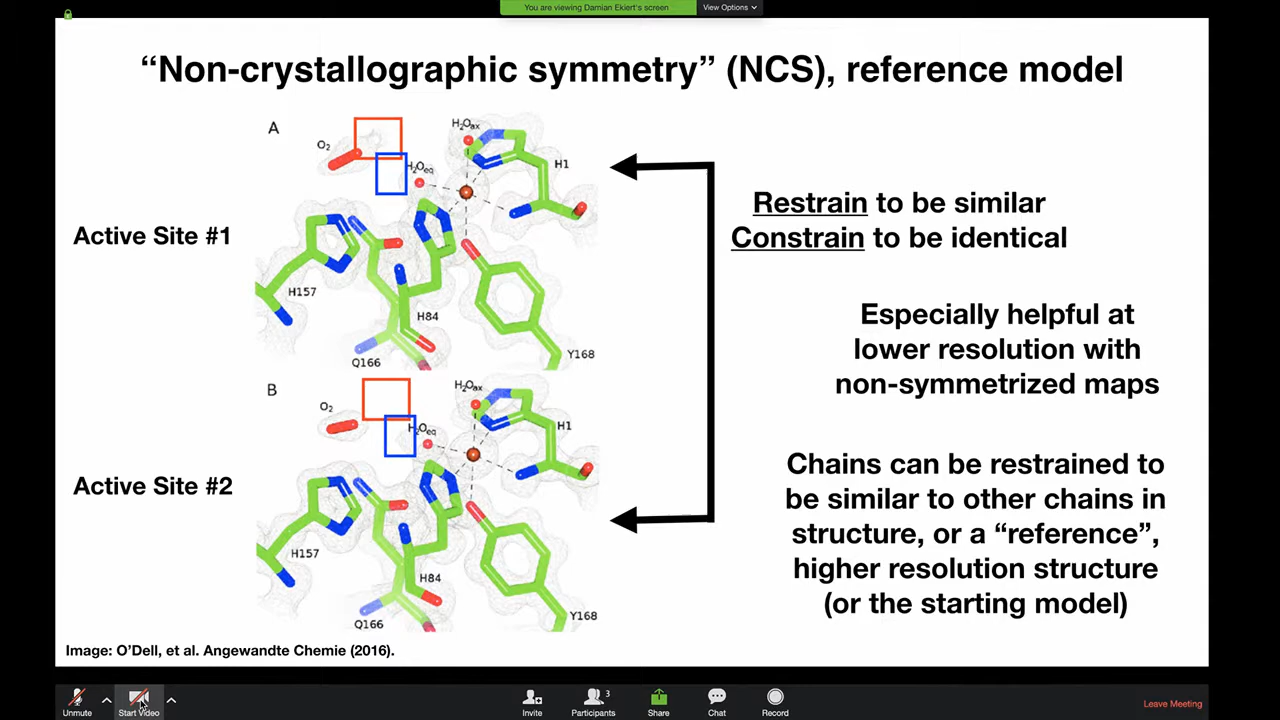 You are viewing Damian Ekiert's screen
View Options
“Non-crystallographic symmetry” (NCS), reference model
A
O2
H2Oax
H2Oeq
H1
Active Site #1
H157
H84
Q166
Y168
B
O2
H2Oax
H2Oeq
H1
Active Site #2
H157
H84
Q166
Y168
Restrain to be similar
Constrain to be identical
Especially helpful at
lower resolution with
non-symmetrized maps
Chains can be restrained to
be similar to other chains in
structure, or a “reference”,
higher resolution structure
(or the starting model)
Image: O’Dell, et al. Angewandte Chemie (2016).
Unmute
Start Video
Invite
Participants
3
Share
Chat
Record
Leave Meeting